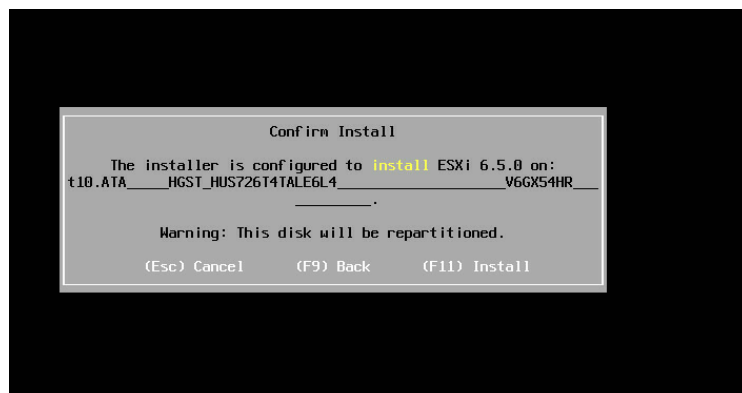 Confirm Install
The installer is configured to install ESXi 6.5.0 on:
t10.ATA_____HGST_HUS726T4TALE6L4____________________V6GX54HR___
_________.
Warning: This disk will be repartitioned.
(Esc) Cancel (F9) Back (F11) Install